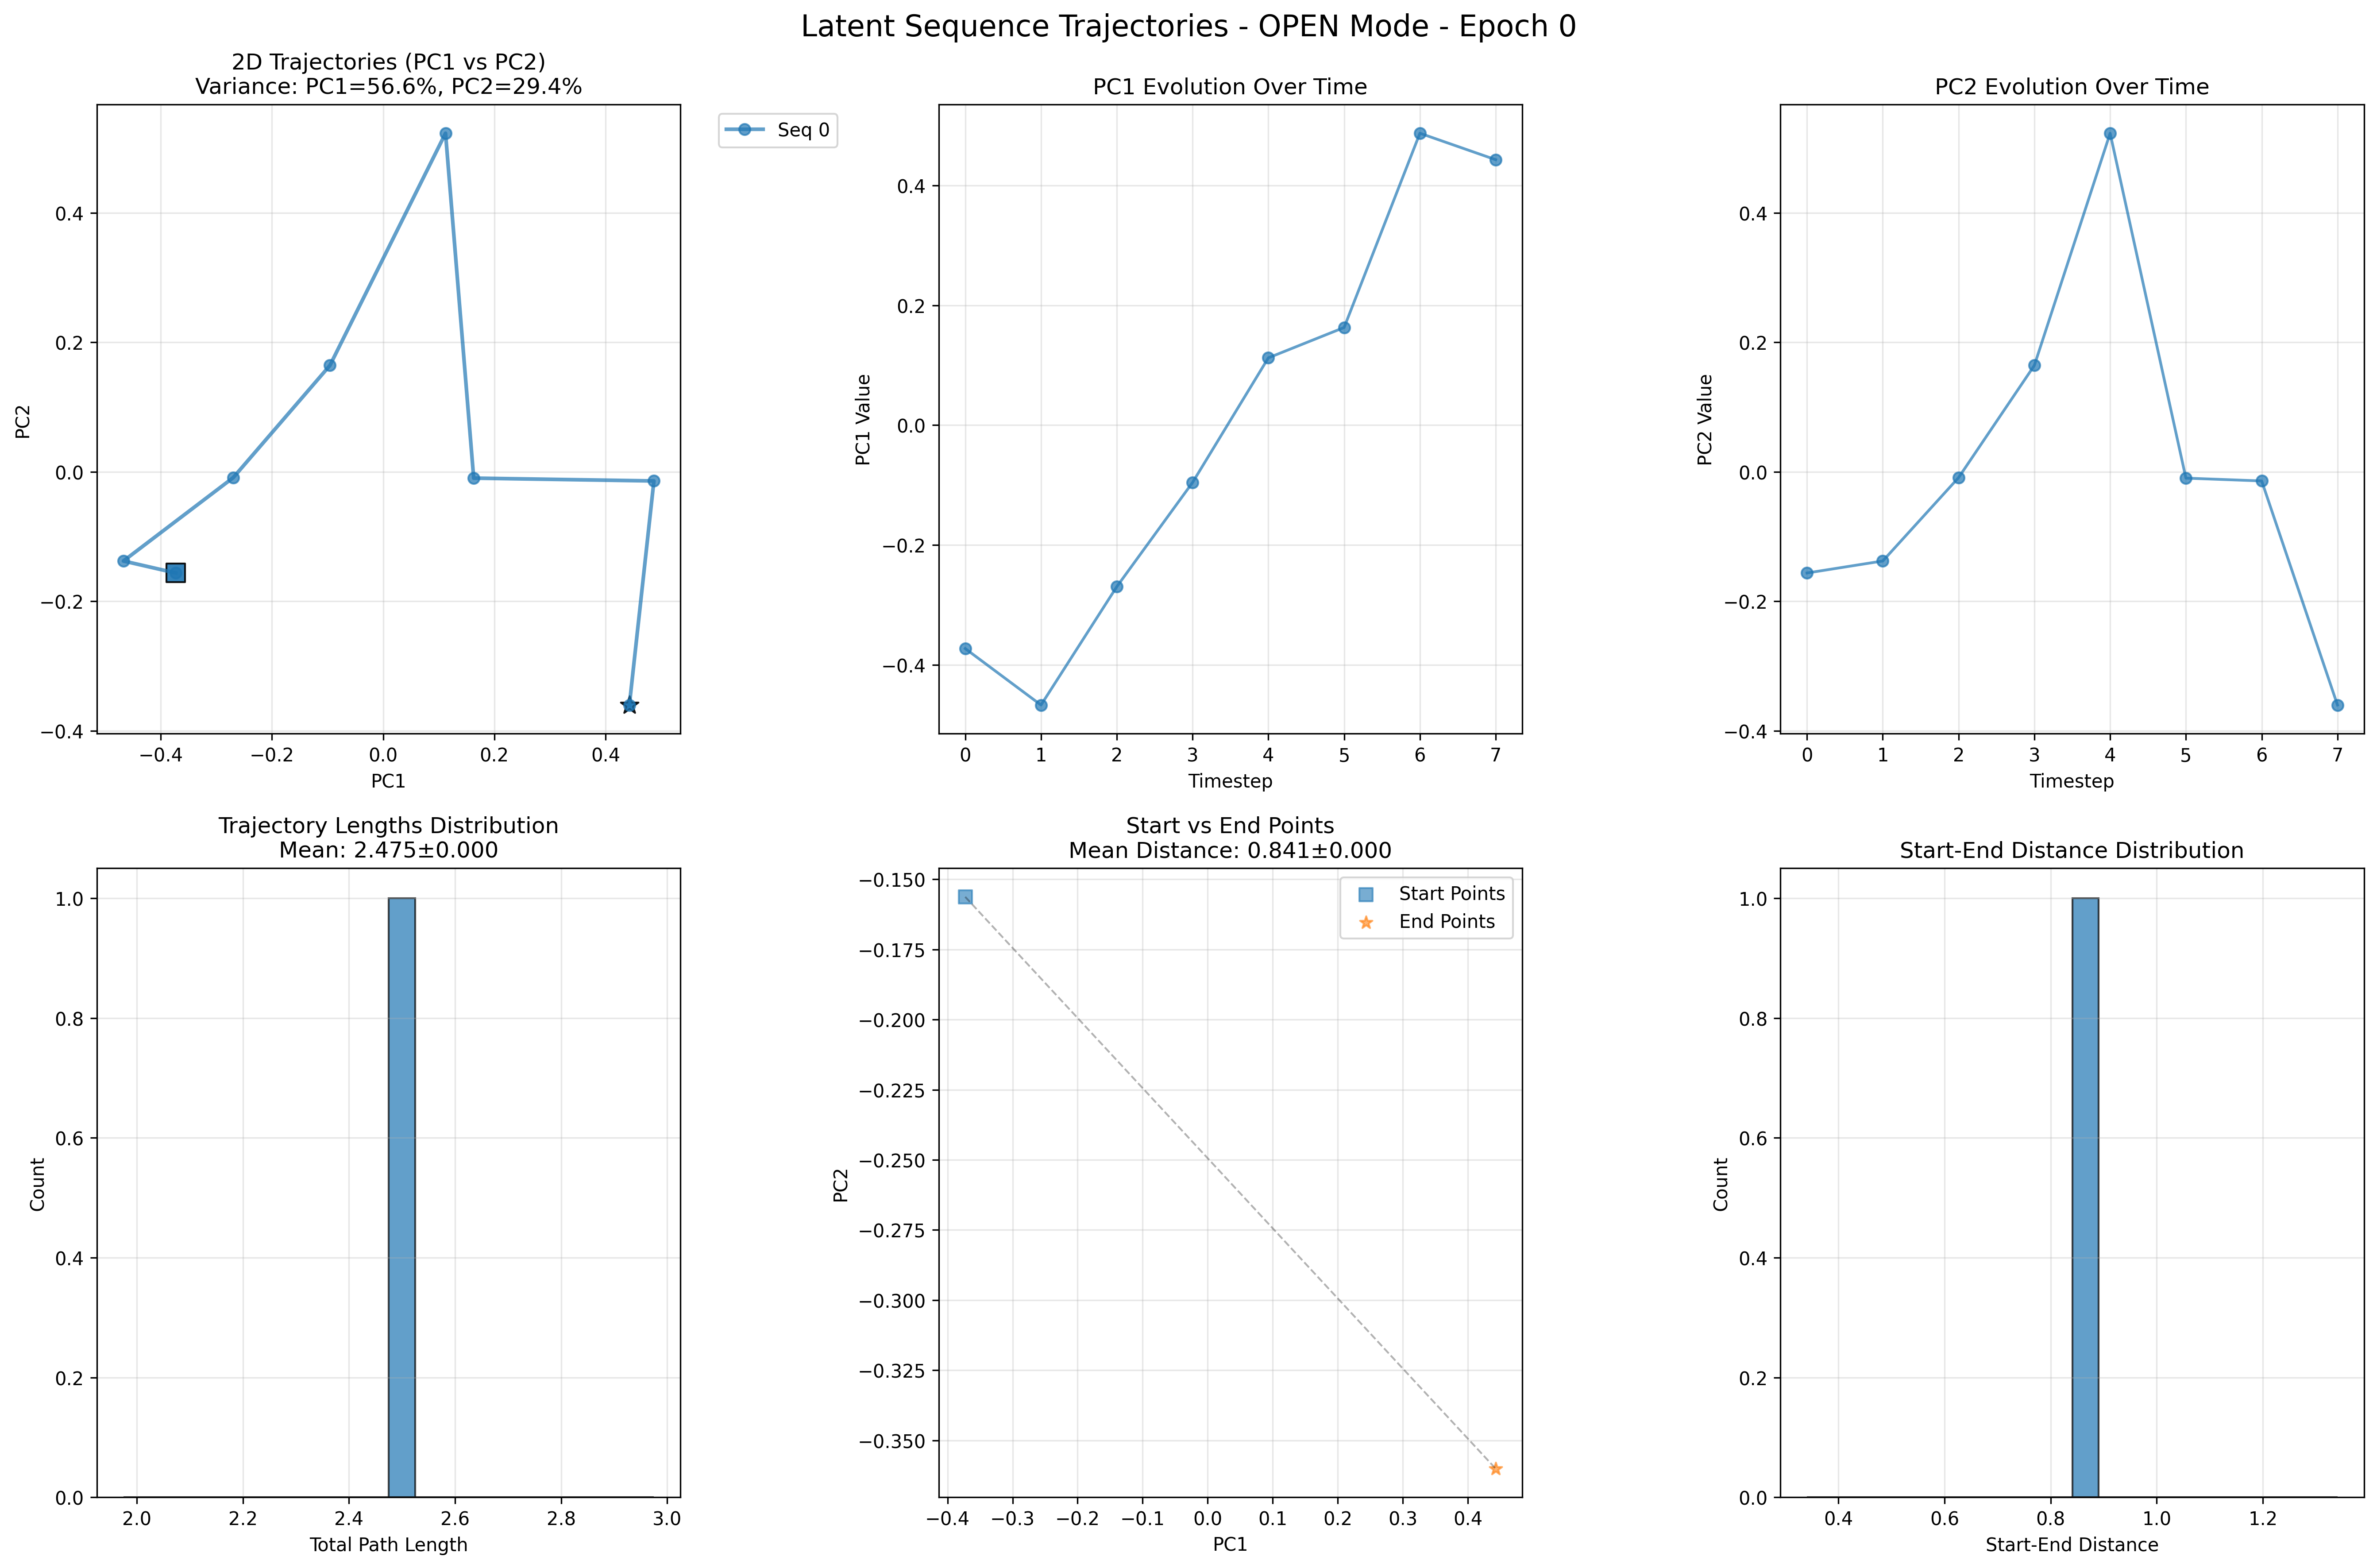 Latent Sequence Trajectories - OPEN Mode - Epoch 0
2D Trajectories (PC1 vs PC2)
Variance: PC1=56.6%, PC2=29.4%
0.4
0.2
0.0
−0.2
−0.4
PC2
−0.4 −0.2 0.0 0.2 0.4
PC1
Seq 0
PC1 Evolution Over Time
0.4
0.2
0.0
−0.2
−0.4
PC1 Value
0 1 2 3 4 5 6 7
Timestep
PC2 Evolution Over Time
0.4
0.2
0.0
−0.2
−0.4
PC2 Value
0 1 2 3 4 5 6 7
Timestep
Trajectory Lengths Distribution
Mean: 2.475±0.000
1.0
0.8
0.6
0.4
0.2
0.0
Count
2.0 2.2 2.4 2.6 2.8 3.0
Total Path Length
Start vs End Points
Mean Distance: 0.841±0.000
Start Points
End Points
−0.150
−0.175
−0.200
−0.225
−0.250
−0.275
−0.300
−0.325
−0.350
PC2
−0.4 −0.3 −0.2 −0.1 0.0 0.1 0.2 0.3 0.4
PC1
Start-End Distance Distribution
1.0
0.8
0.6
0.4
0.2
0.0
Count
0.4 0.6 0.8 1.0 1.2
Start-End Distance